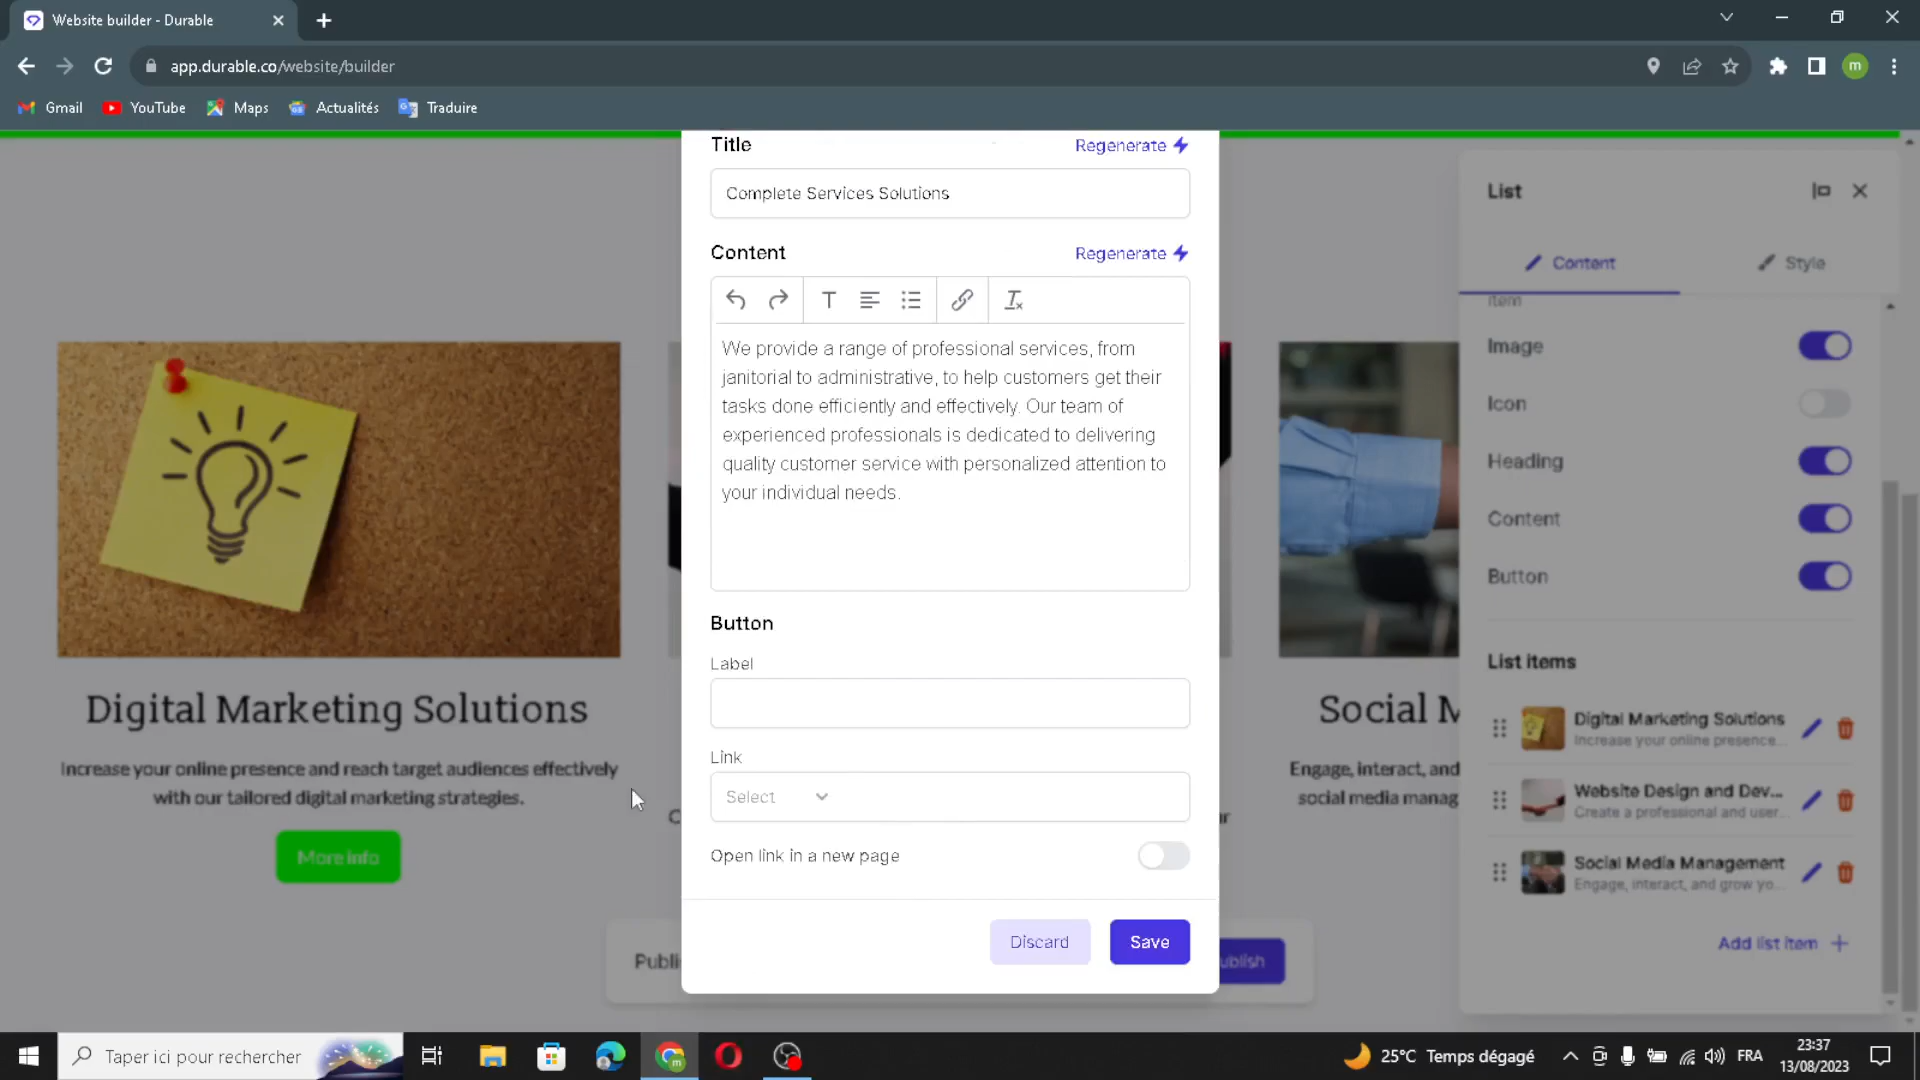 Website builder - Durable
app.durable.co/website/builder
m
Gmail
YouTube
Maps
Actualités
Traduire
Title
Regenerate
Complete Services Solutions
Content
Regenerate
We provide a range of professional services, from
janitorial to administrative, to help customers get their
tasks done efficiently and effectively. Our team of
experienced professionals is dedicated to delivering
quality customer service with personalized attention to
your individual needs.
Button
Label
Link
Select
Open link in a new page
Discard
Save
Digital Marketing Solutions
Increase your online presence and reach target audiences effectively
with our tailored digital marketing strategies.
More info
Publi
ublish
Social M
Engage, interact, and
social media manag
List
Content
Style
item
Image
Icon
Heading
Content
Button
List items
Digital Marketing Solutions
Increase your online presence...
Website Design and Dev...
Create a professional and user...
Social Media Management
Engage, interact, and grow yo...
Add list item
Taper ici pour rechercher
25°C Temps dégagé
FRA
23:37
13/08/2023